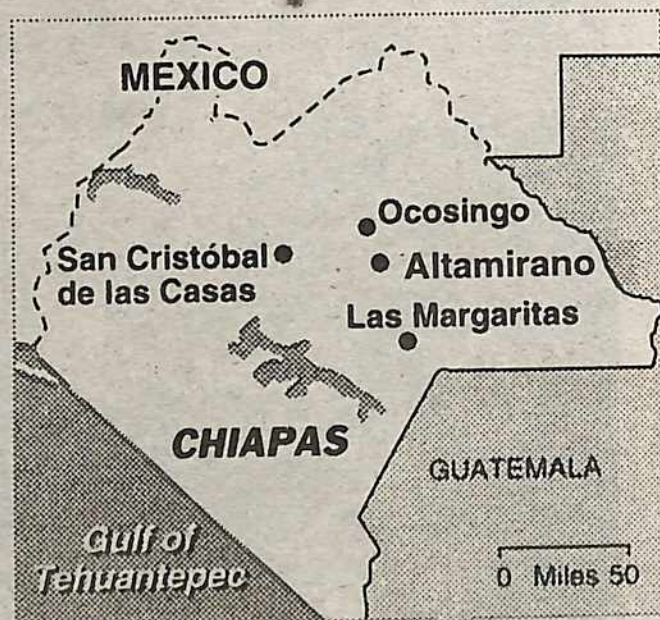 MEXICO
Ocosingo
San Cristóbal
de las Casas
Altamirano
Las Margaritas
CHIAPAS
GUATEMALA
Gulf of
Tehuantepec
0 Miles 50